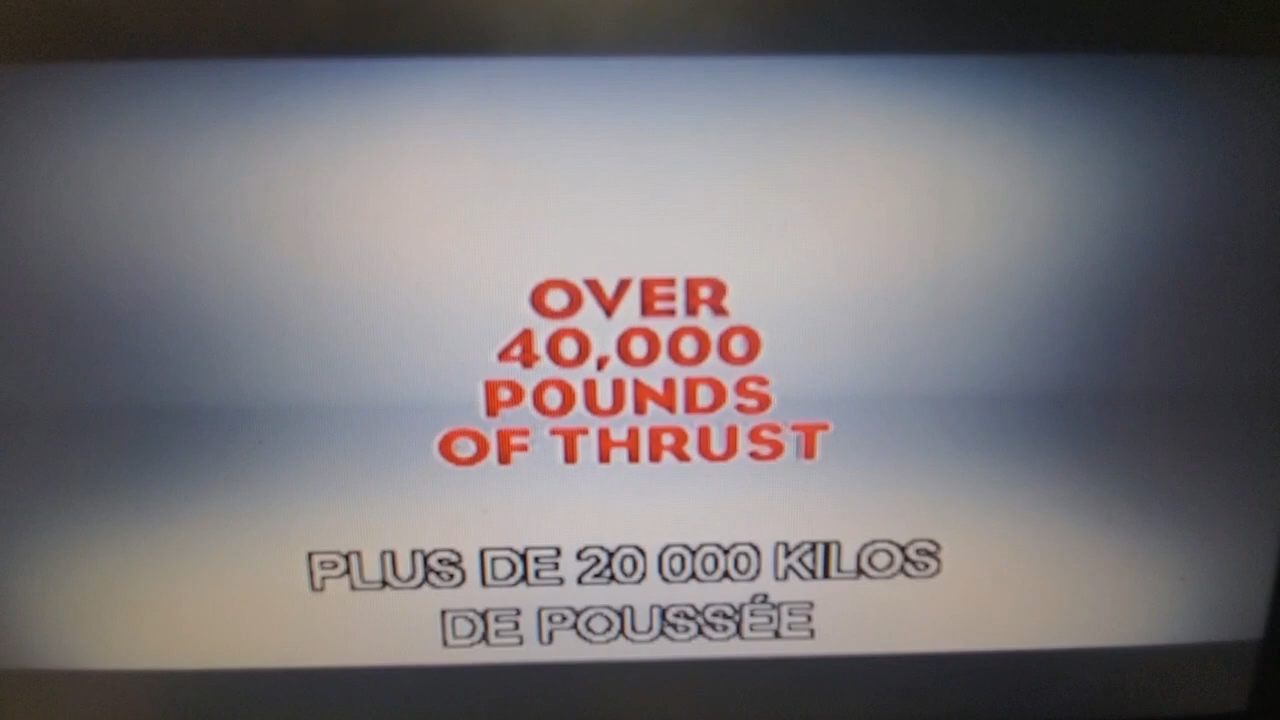 OVER
40,000
POUNDS
OF THRUST
PLUS DE 20 000 KILOS
DE POUSSÉE